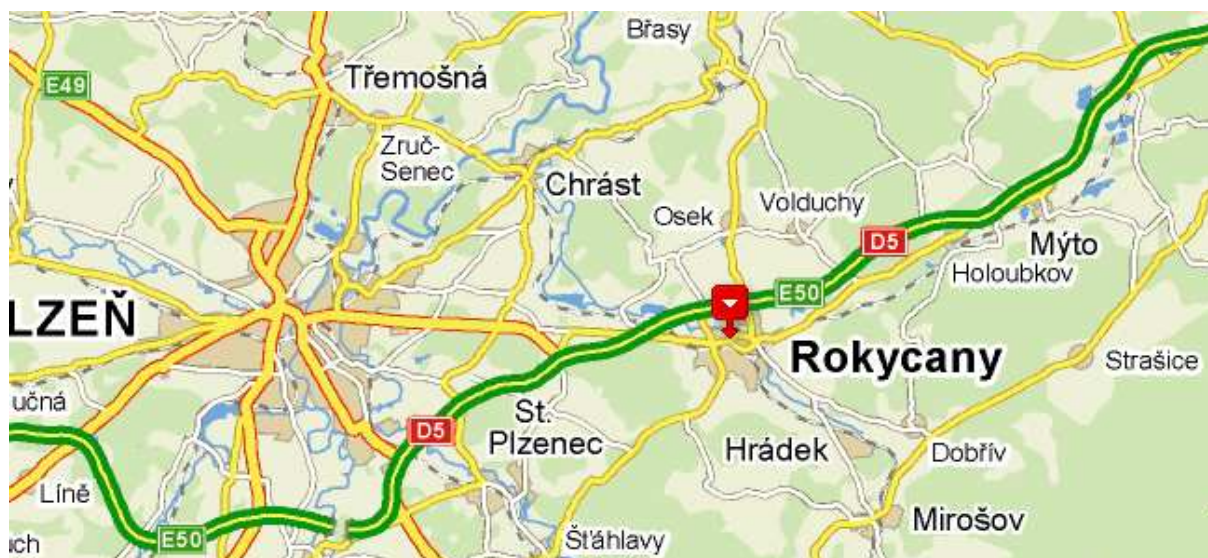 Břasy
Třemošná
E49
Zruč-
Senec
Chrást
Osek
Volduchy
D5
Mýto
Holoubkov
E50
LZEŇ
Rokycany
Strašice
učná
D5
St.
Plzenec
Hrádek
Dobřív
Líně
Mirošov
E50
Šťáhlavy
uch